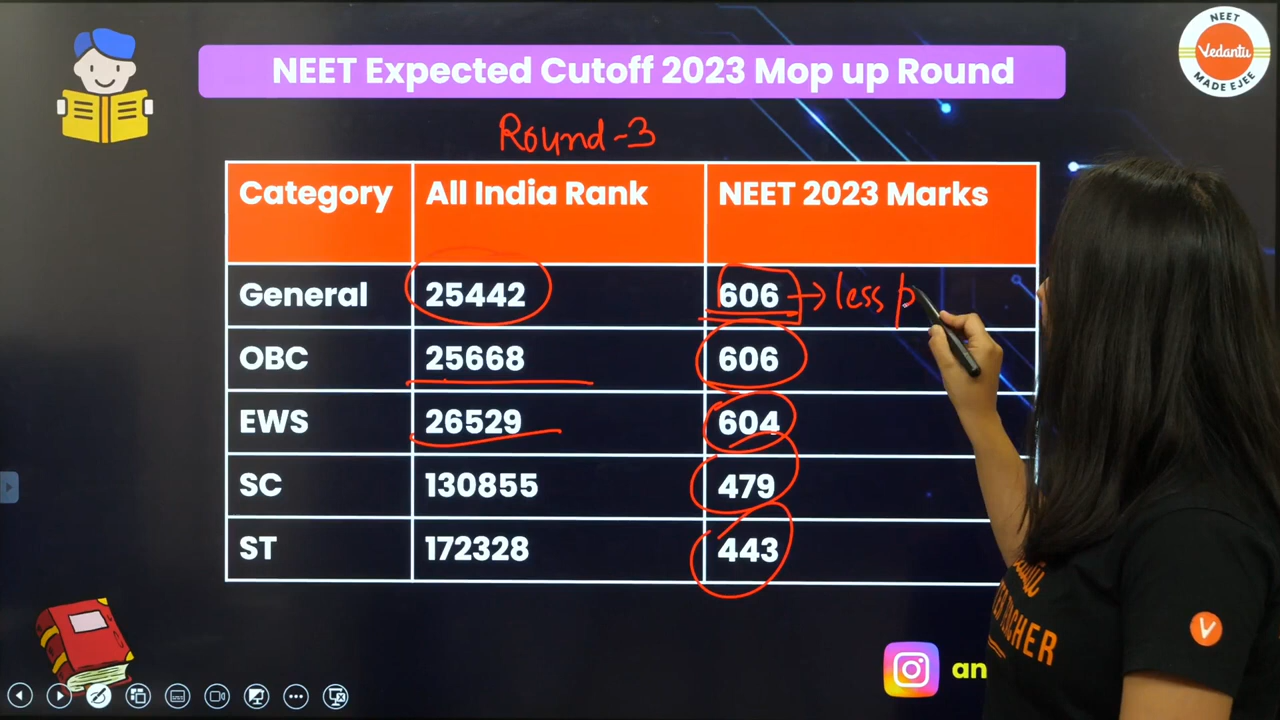 NEET Expected Cutoff 2023 Mop up Round
NEET
Vedantu
MADE EJEE
Round-3
Category All India Rank NEET 2023 Marks
General 25442 606 → less p
OBC 25668 606
EWS 26529 604
SC 130855 479
ST 172328 443
TEACHER
V
an